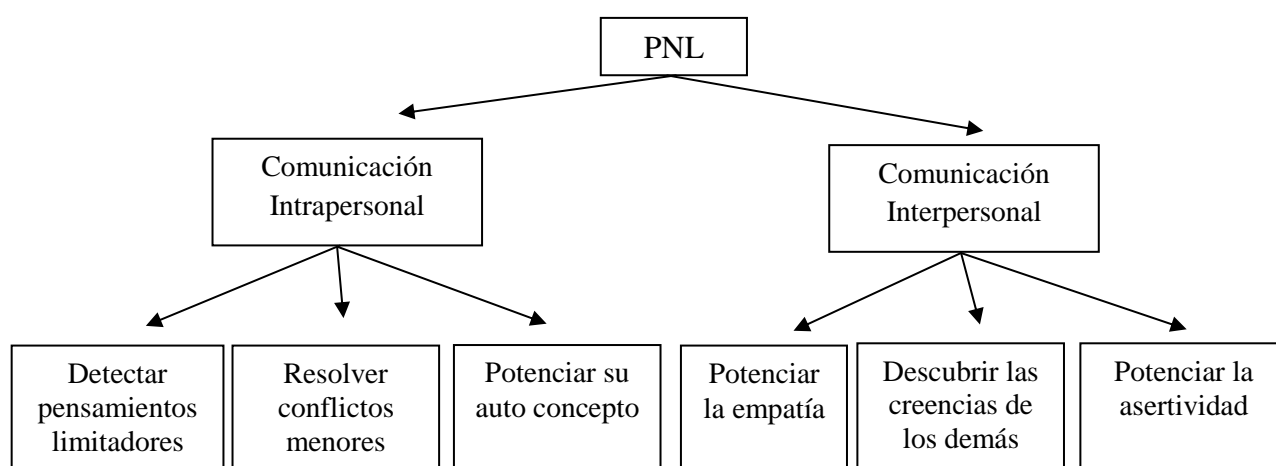 PNL
Comunicación
Intrapersonal
Comunicación
Interpersonal
Detectar
pensamientos
limitadores
Resolver
conflictos
menores
Potenciar su
auto concepto
Potenciar
la empatía
Descubrir las
creencias de
los demás
Potenciar la
asertividad